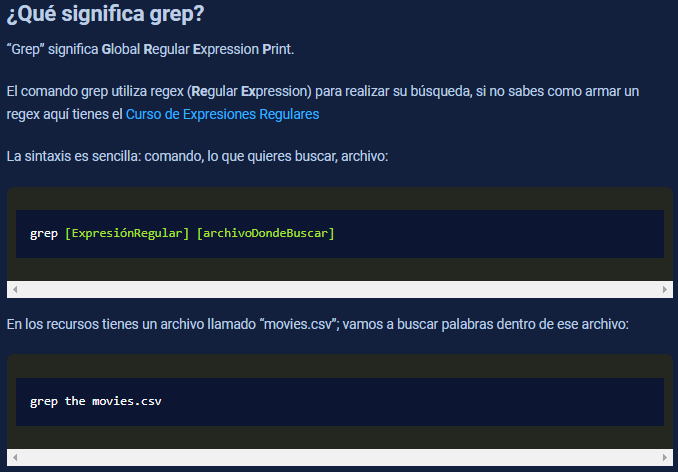 ¿Qué significa grep?
“Grep” significa Global Regular Expression Print.
El comando grep utiliza regex (Regular Expression) para realizar su búsqueda, si no sabes como armar un
regex aquí tienes el Curso de Expresiones Regulares
La sintaxis es sencilla: comando, lo que quieres buscar, archivo:
grep [ExpresiónRegular] [archivoDondeBuscar]
En los recursos tienes un archivo llamado “movies.csv”; vamos a buscar palabras dentro de ese archivo:
grep the movies.csv